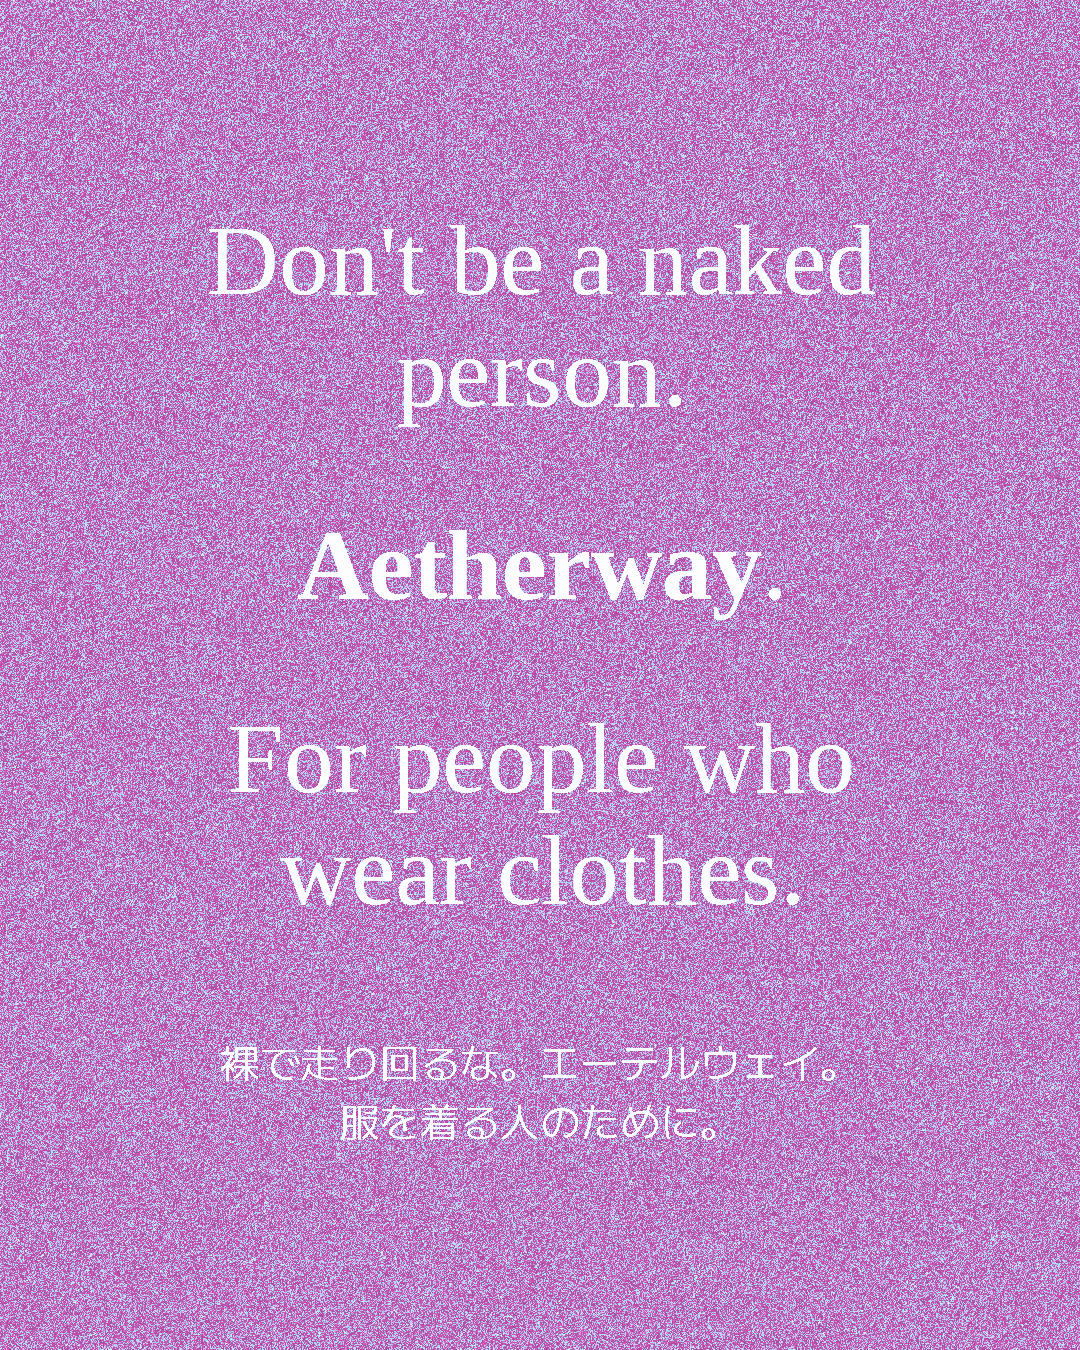 Don't be a naked
person.
Aetherway.
For people who
wear clothes.
裸で走り回るな。エーテルウェイ。
服を着る人のために。